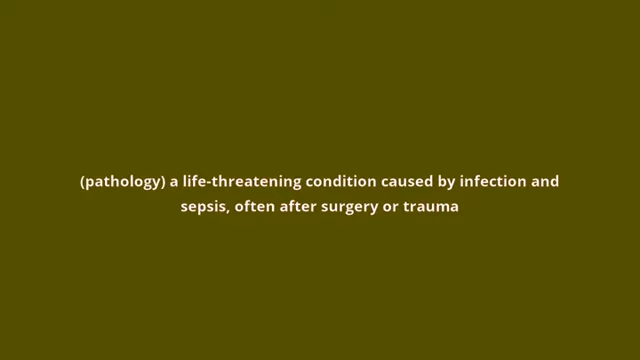 (pathology) a life-threatening condition caused by infection and
sepsis, often after surgery or trauma